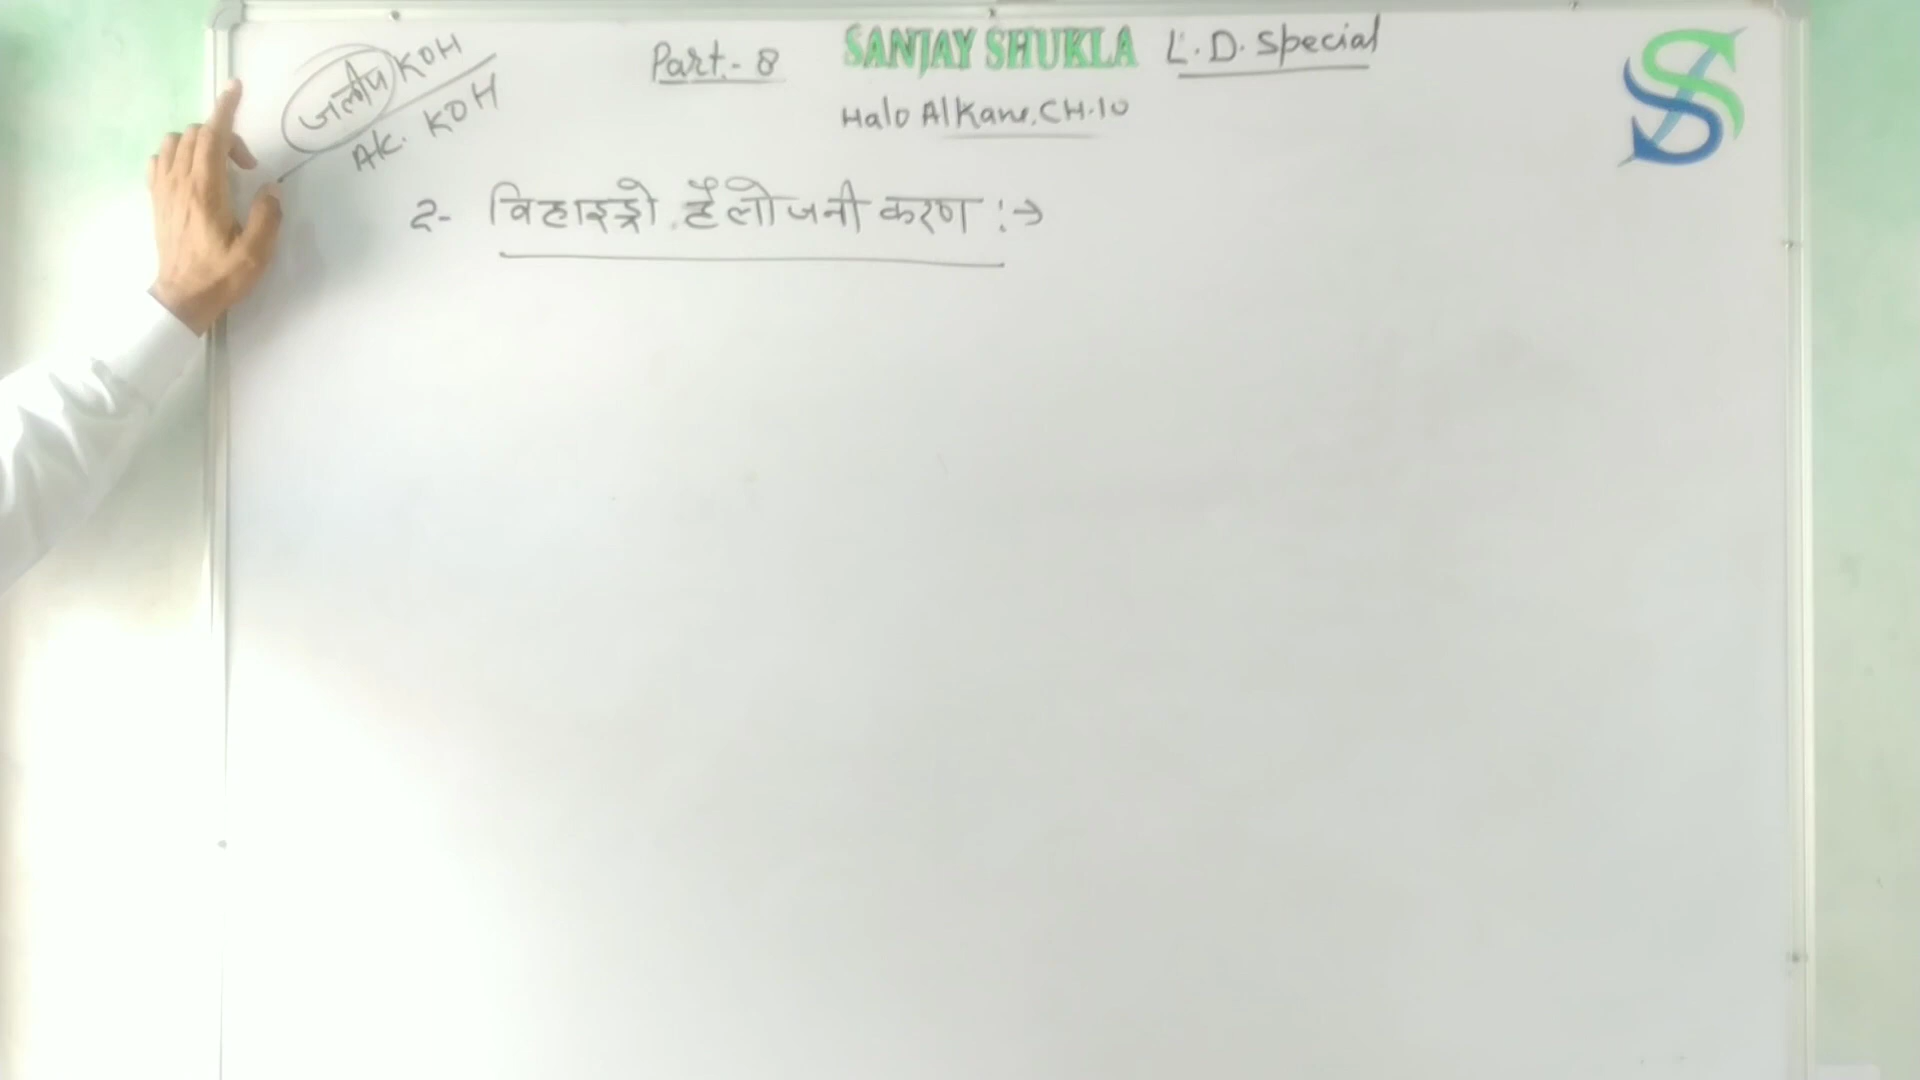 जलीय KOH
Alc. KOH
Part.- 8
SANJAY SHUKLA L.D. Special
Halo Alkane, CH.10
2- विहाइड्रो हैलोजनीकरण :→